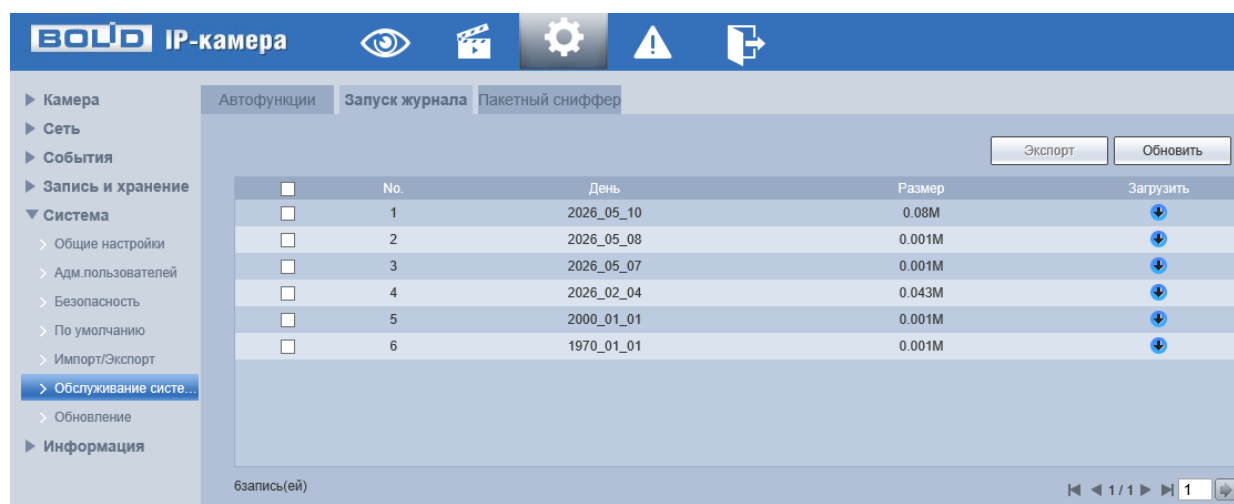 BOLID IP-камера
Камера
Сеть
События
Запись и хранение
Система
Общие настройки
Адм.пользователей
Безопасность
По умолчанию
Импорт/Экспорт
Обслуживание систе...
Обновление
Информация
Автофункции Запуск журнала Пакетный сниффер
Экспорт Обновить
No. День Размер Загрузить
1 2026_05_10 0.08M
2 2026_05_08 0.001M
3 2026_05_07 0.001M
4 2026_02_04 0.043M
5 2000_01_01 0.001M
6 1970_01_01 0.001M
6запись(ей) 1/1 1